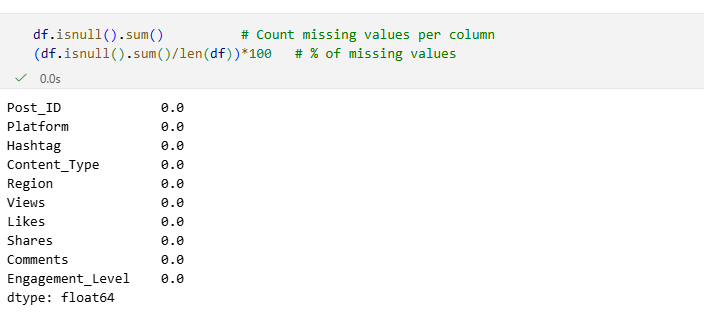 df.isnull().sum()          # Count missing values per column
(df.isnull().sum()/len(df))*100   # % of missing values
✓ 0.0s
Post_ID             0.0
Platform            0.0
Hashtag             0.0
Content_Type        0.0
Region              0.0
Views               0.0
Likes               0.0
Shares              0.0
Comments            0.0
Engagement_Level    0.0
dtype: float64